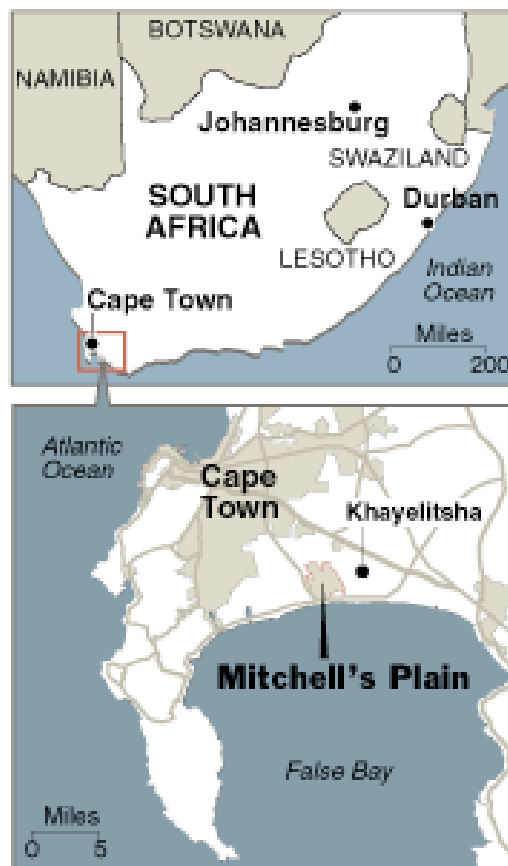 BOTSWANA
NAMIBIA
Johannesburg
SWAZILAND
SOUTH
AFRICA
Durban
LESOTHO
Indian
Ocean
Cape Town
Miles
0 200
Atlantic
Ocean
Cape
Town
Khayelitsha
Mitchell's Plain
False Bay
Miles
0 5